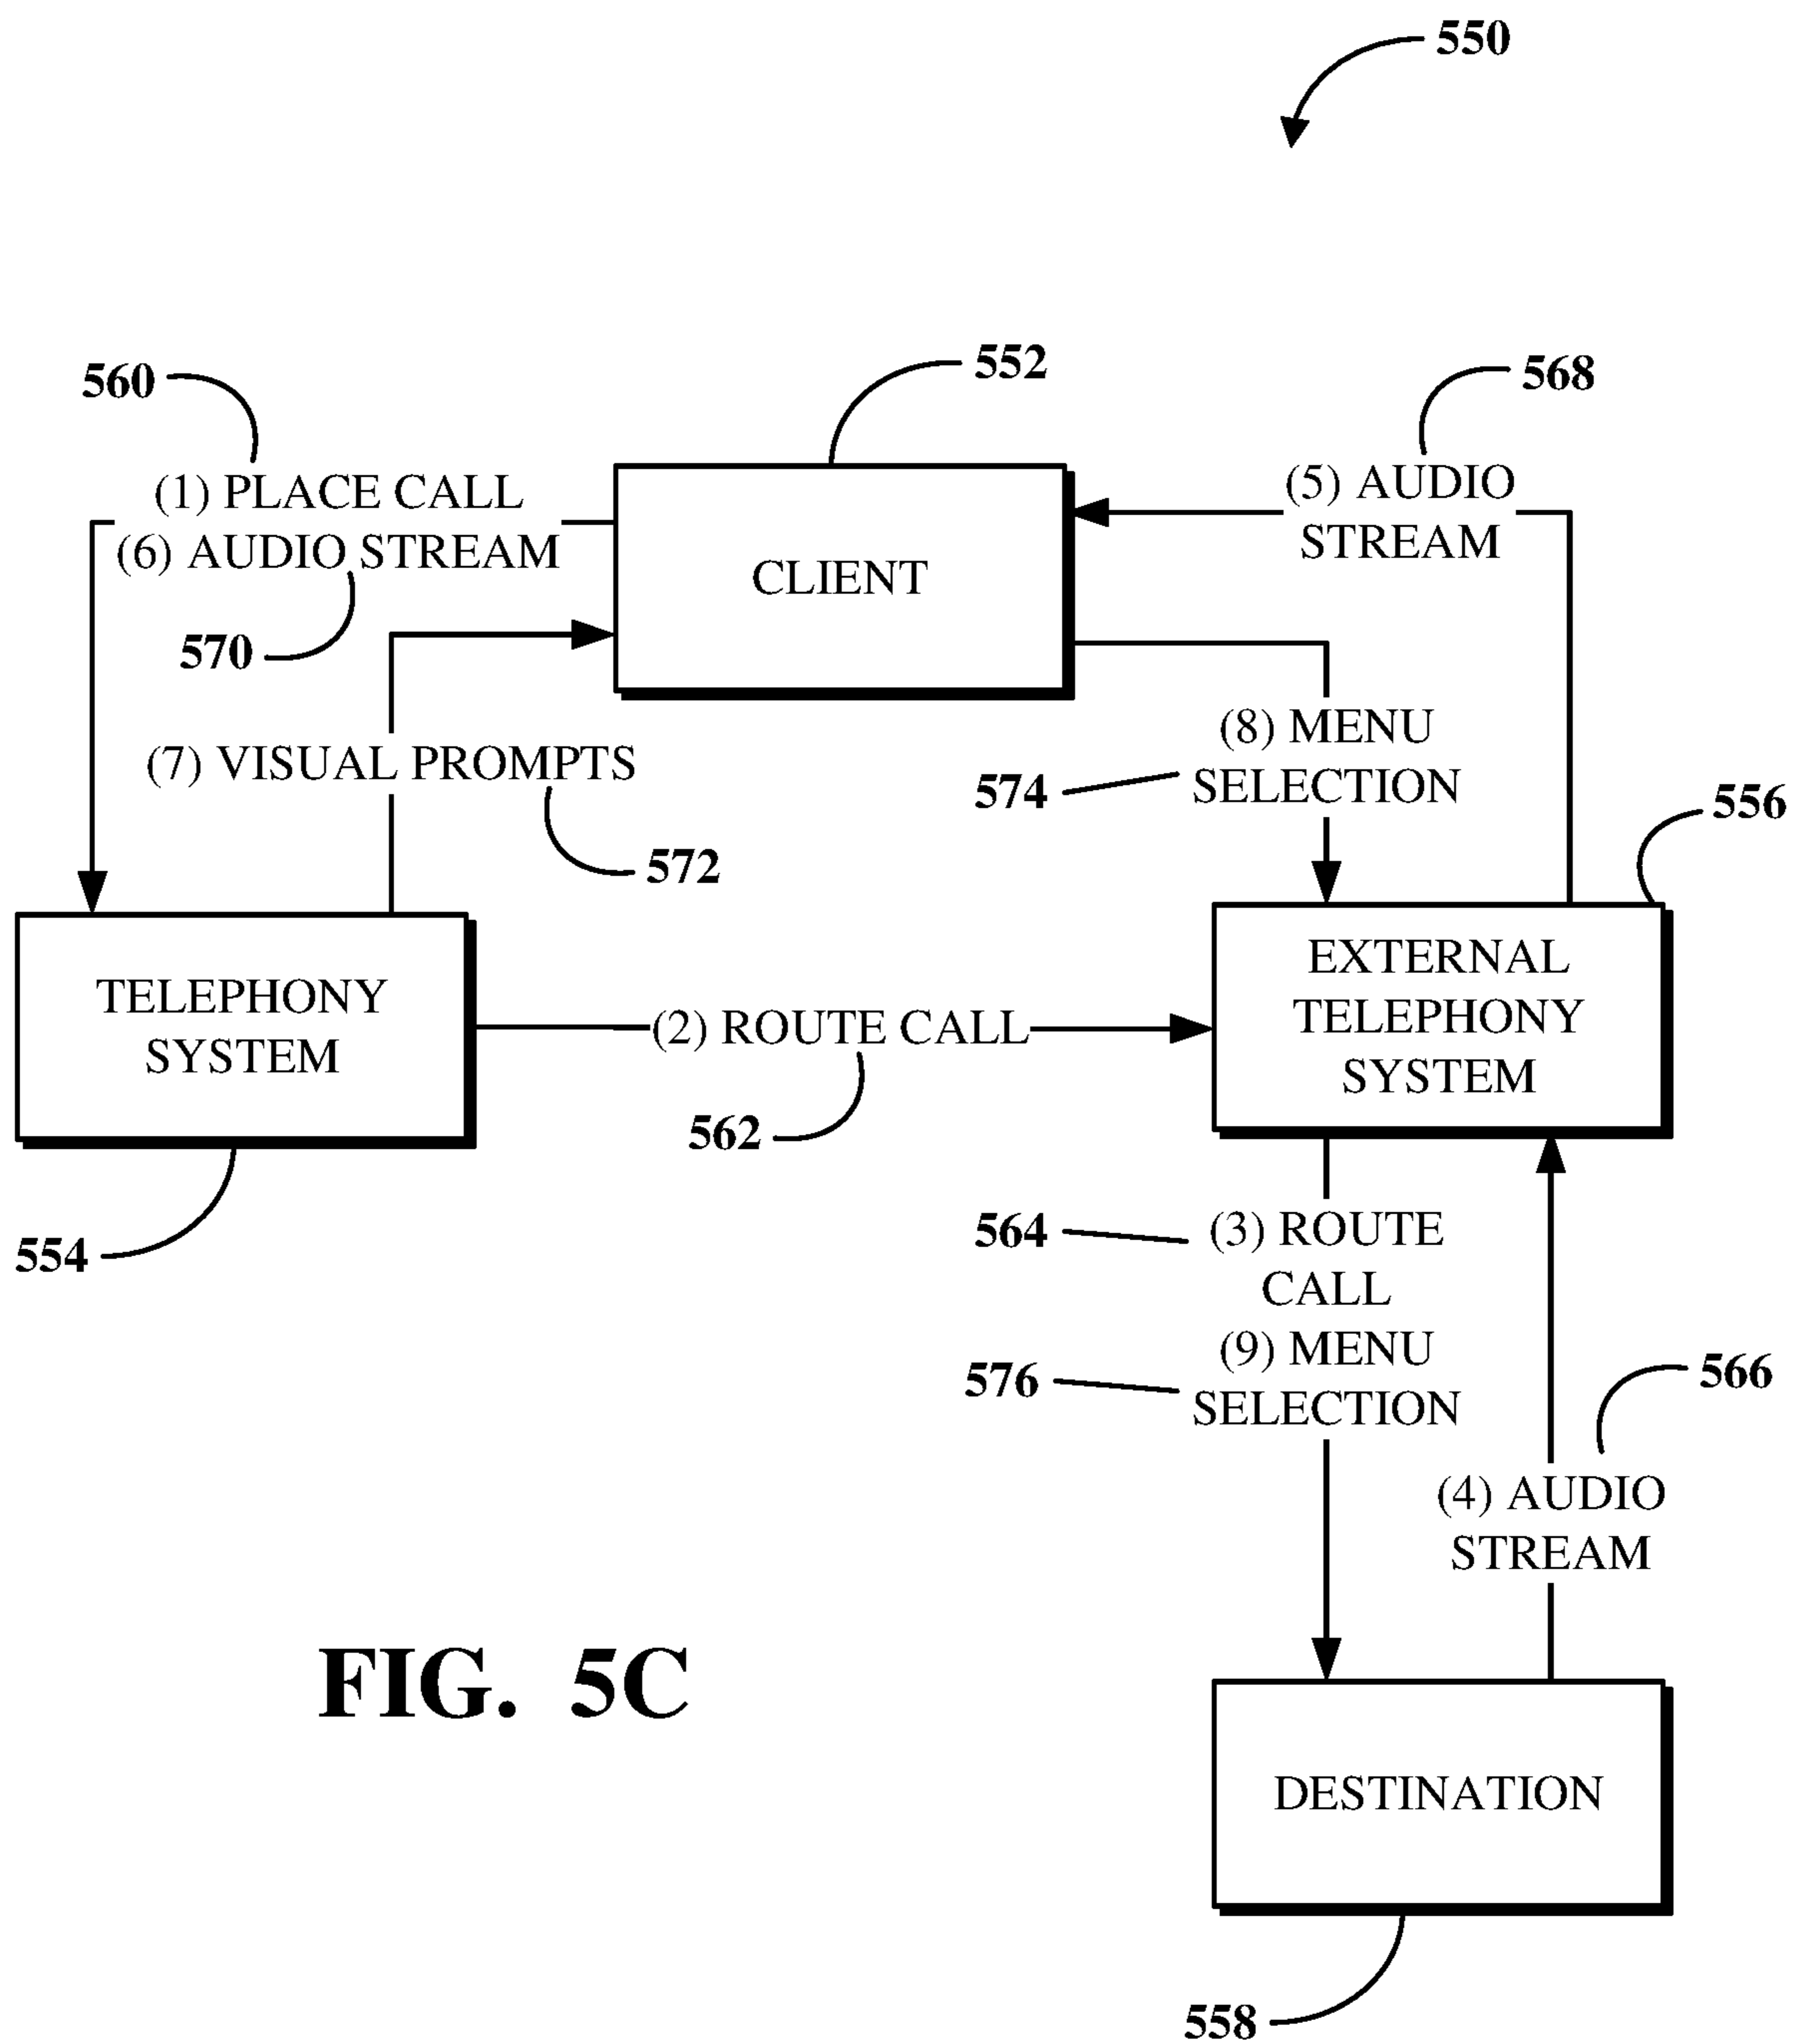 550
560
552
568
(1) PLACE CALL
(6) AUDIO STREAM
570
CLIENT
(5) AUDIO
STREAM
(7) VISUAL PROMPTS
572
(8) MENU
SELECTION
574
556
TELEPHONY
SYSTEM
554
(2) ROUTE CALL
562
EXTERNAL
TELEPHONY
SYSTEM
564
(3) ROUTE
CALL
(9) MENU
SELECTION
576
566
(4) AUDIO
STREAM
DESTINATION
558
FIG. 5C